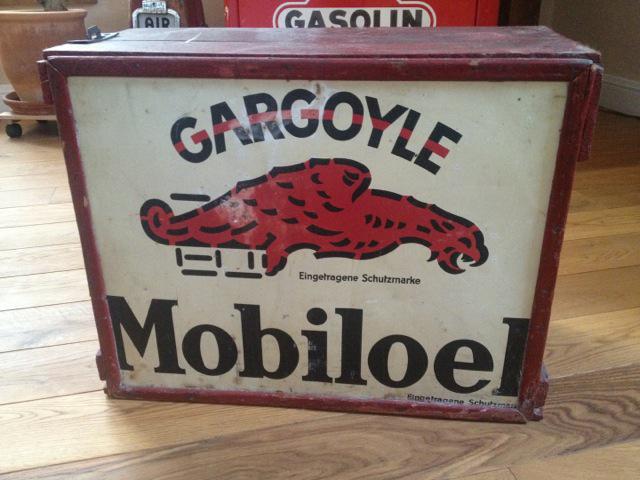 AIR
GASOLIN
GARGOYLE
Eingetragene Schutzmarke
Mobiloel
Eingetragene Schutzmarke